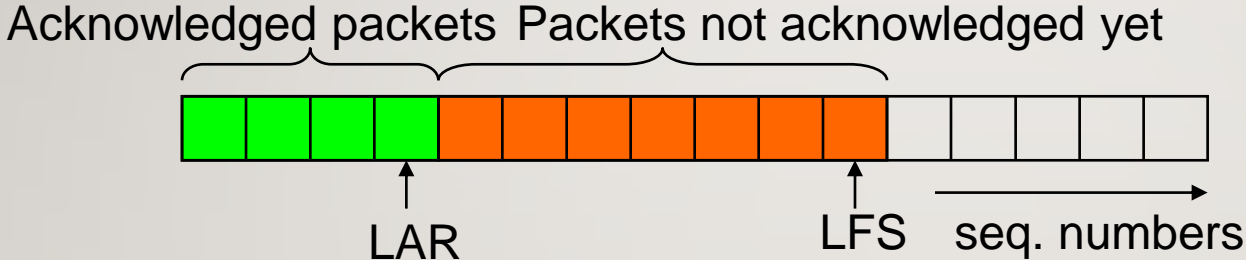 Acknowledged packets Packets not acknowledged yet
LAR LFS seq. numbers